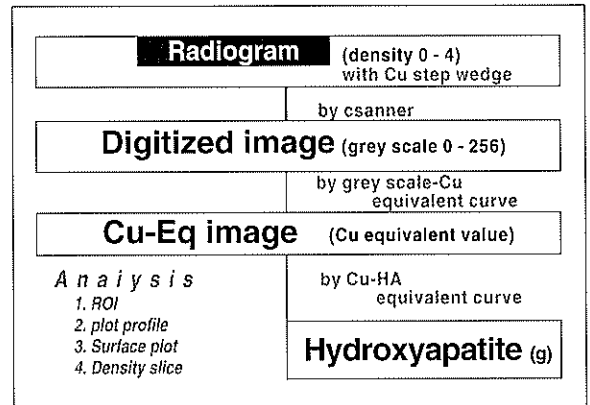 Radiogram (density 0 - 4)
with Cu step wedge
by csanner
Digitized image (grey scale 0 - 256)
by grey scale-Cu
equivalent curve
Cu-Eq image (Cu equivalent value)
Anaiysis
1. ROI
2. plot profile
3. Surface plot
4. Density slice
by Cu-HA
equivalent curve
Hydroxyapatite (g)